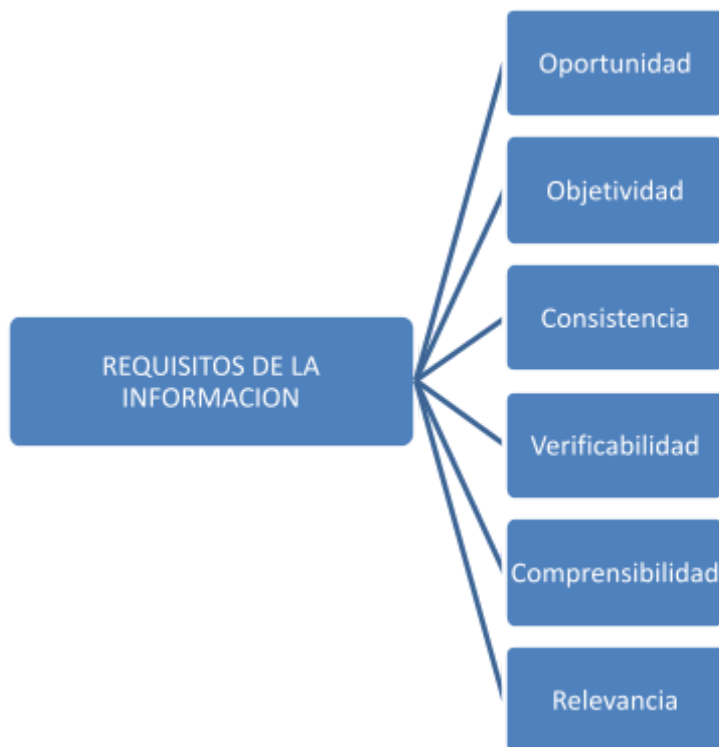 Oportunidad
Objetividad
Consistencia
REQUISITOS DE LA
INFORMACION
Verificabilidad
Comprensibilidad
Relevancia